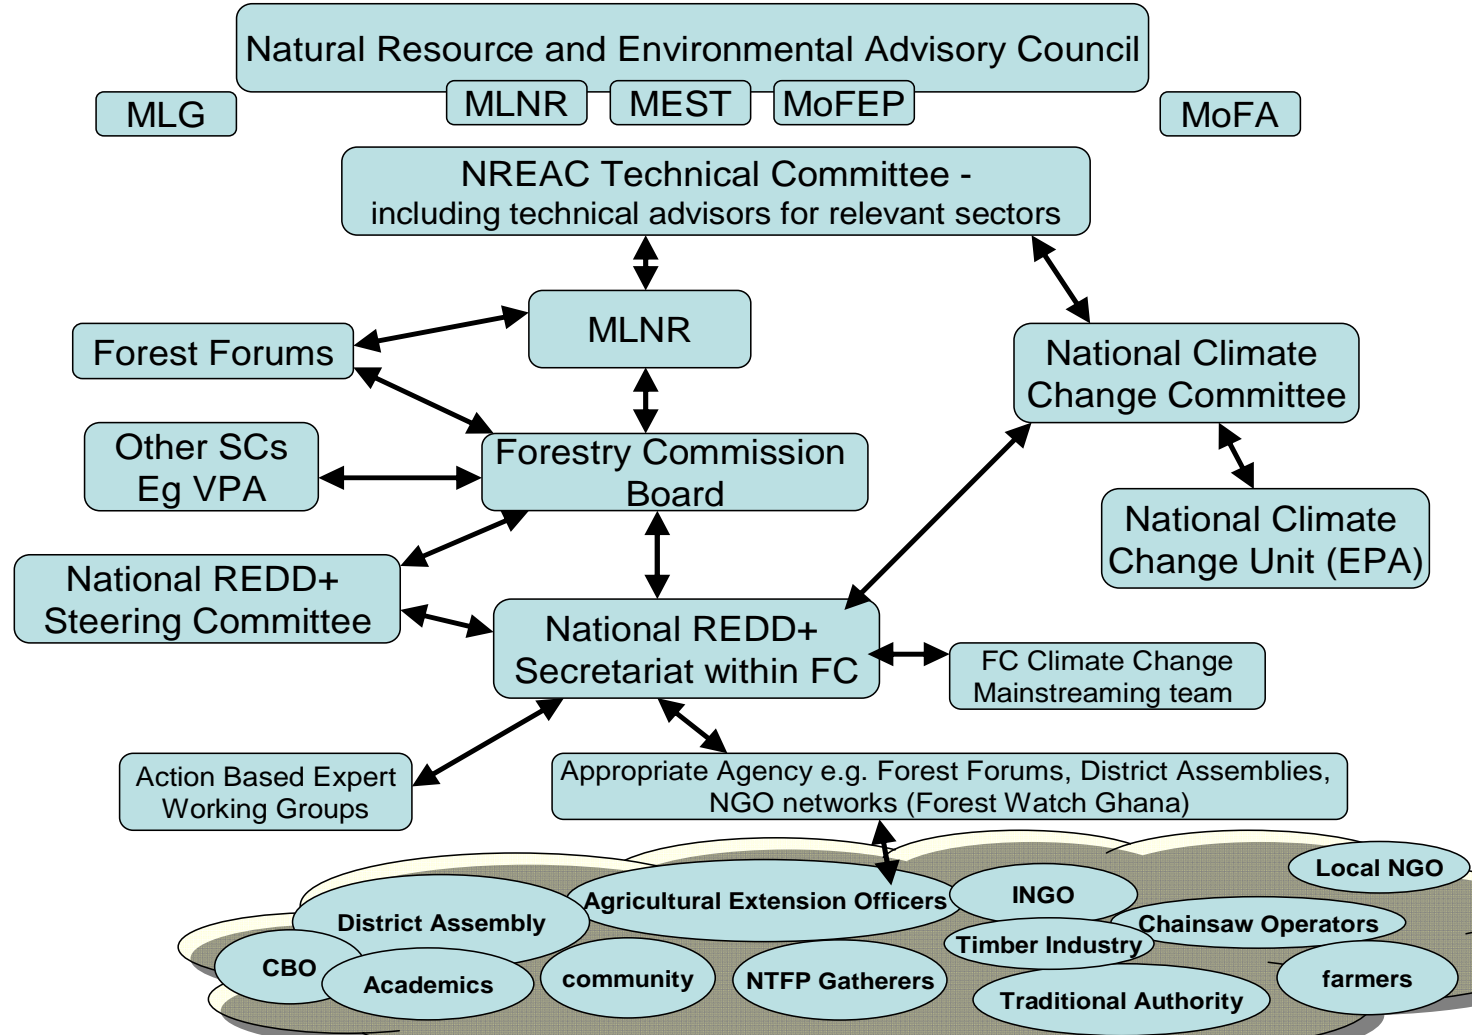 Natural Resource and Environmental Advisory Council
MLG
MLNR
MEST
MoFEP
MoFA
NREAC Technical Committee -
including technical advisors for relevant sectors
MLNR
Forest Forums
National Climate
Change Committee
Other SCs
Eg VPA
Forestry Commission
Board
National Climate
Change Unit (EPA)
National REDD+
Steering Committee
National REDD+
Secretariat within FC
FC Climate Change
Mainstreaming team
Action Based Expert
Working Groups
Appropriate Agency e.g. Forest Forums, District Assemblies,
NGO networks (Forest Watch Ghana)
Local NGO
Agricultural Extension Officers
INGO
District Assembly
Chainsaw Operators
Timber Industry
CBO
Academics
community
NTFP Gatherers
Traditional Authority
farmers